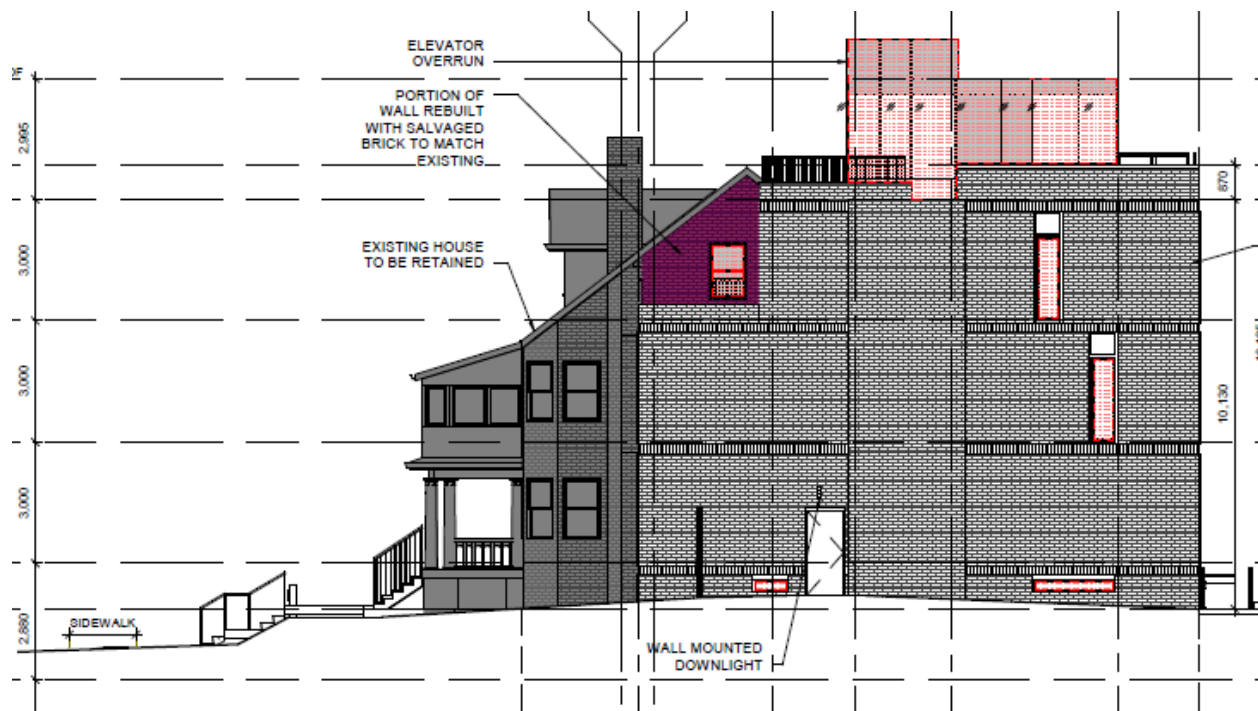 ELEVATOR
OVERRUN
PORTION OF
WALL REBUILT
WITH SALVAGED
BRICK TO MATCH
EXISTING
2,995
870
EXISTING HOUSE
TO BE RETAINED
3,000
3,000
10,130
3,000
SIDEWALK
2,880
WALL MOUNTED
DOWNLIGHT